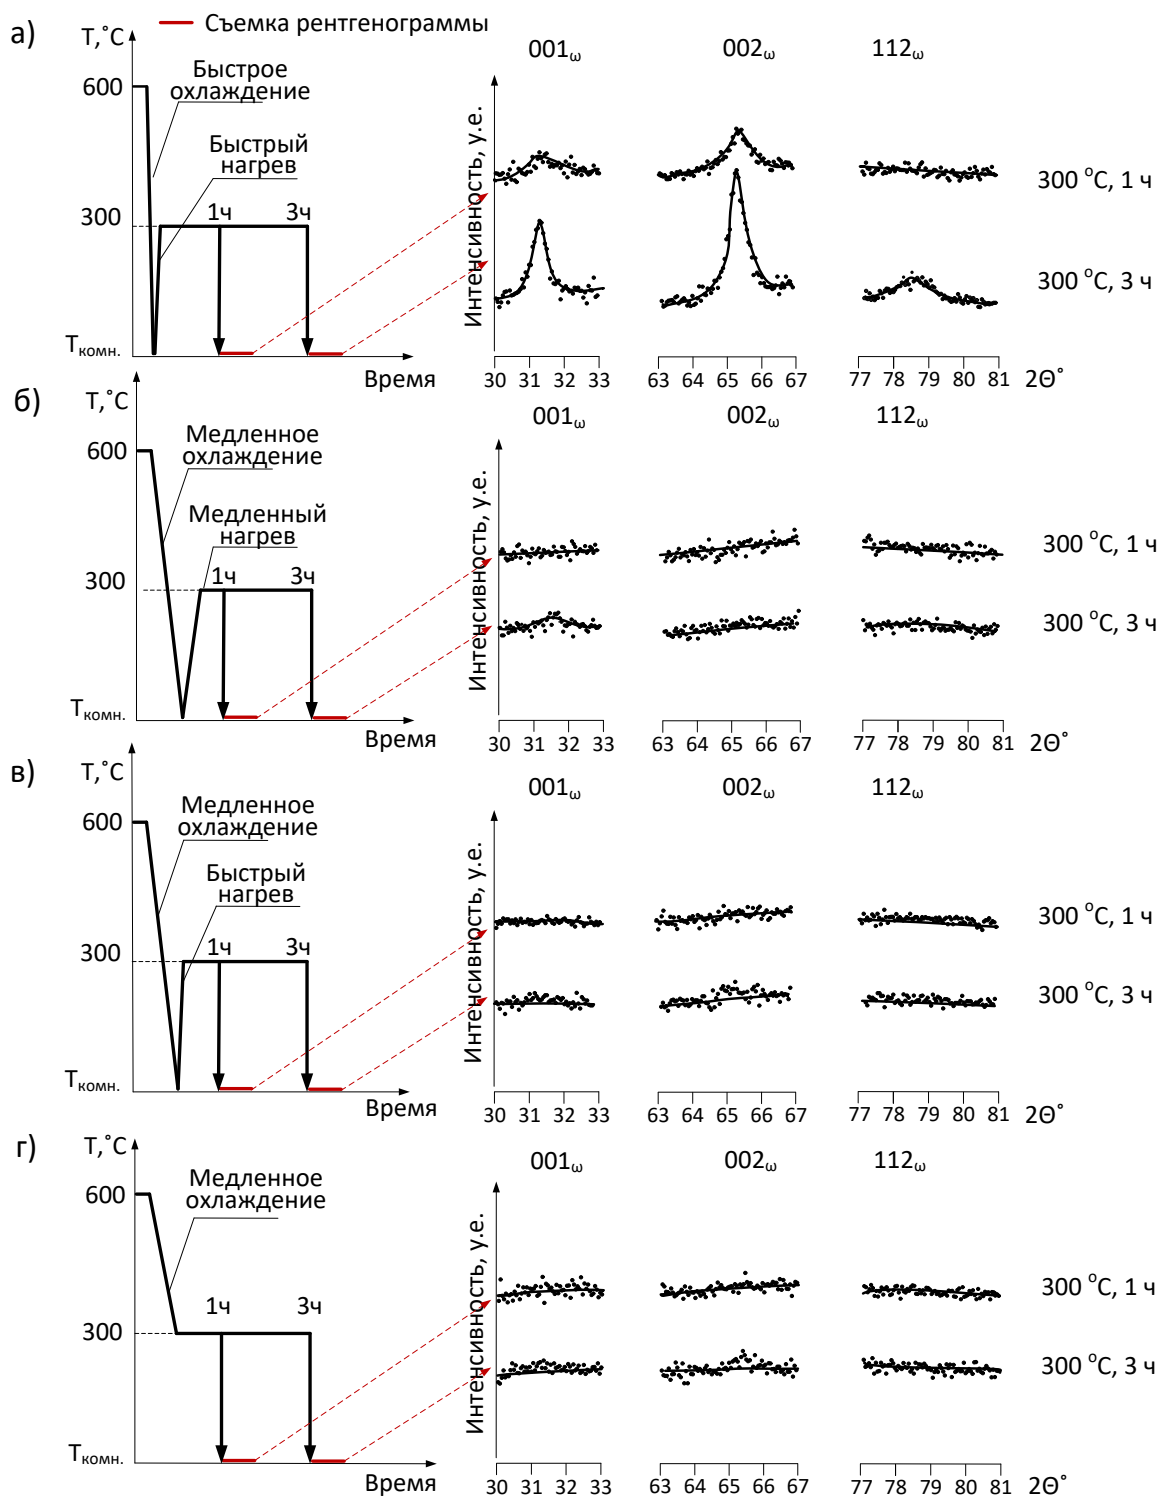 а)
Т,˚С
Съемка рентгенограммы
600
Быстрое
охлаждение
Быстрый
нагрев
300
1ч
3ч
Ткомн.
Время
Интенсивность, у.е.
001ω
002ω
112ω
300 °С, 1 ч
300 °С, 3 ч
30 31 32 33
63 64 65 66 67
77 78 79 80 81
2Θ˚
б)
Т,˚С
600
Медленное
охлаждение
Медленный
нагрев
300
1ч
3ч
Ткомн.
Время
Интенсивность, у.е.
001ω
002ω
112ω
300 °С, 1 ч
300 °С, 3 ч
30 31 32 33
63 64 65 66 67
77 78 79 80 81
2Θ˚
в)
Т,˚С
600
Медленное
охлаждение
Быстрый
нагрев
300
1ч
3ч
Ткомн.
Время
Интенсивность, у.е.
001ω
002ω
112ω
300 °С, 1 ч
300 °С, 3 ч
30 31 32 33
63 64 65 66 67
77 78 79 80 81
2Θ˚
г)
Т,˚С
600
Медленное
охлаждение
300
1ч
3ч
Ткомн.
Время
Интенсивность, у.е.
001ω
002ω
112ω
300 °С, 1 ч
300 °С, 3 ч
30 31 32 33
63 64 65 66 67
77 78 79 80 81
2Θ˚